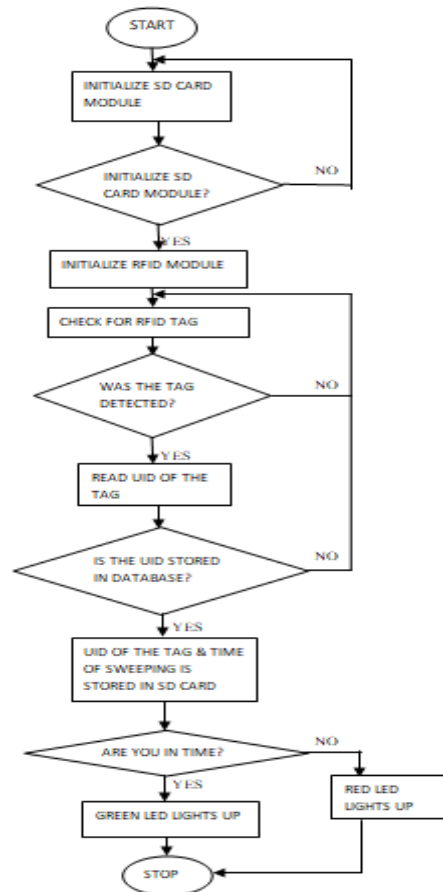 START
INITIALIZE SD CARD
MODULE
INITIALIZE SD
CARD MODULE?
NO
YES
INITIALIZE RFID MODULE
CHECK FOR RFID TAG
WAS THE TAG
DETECTED?
NO
YES
READ UID OF THE
TAG
IS THE UID STORED
IN DATABASE?
NO
YES
UID OF THE TAG & TIME
OF SWEEPING IS
STORED IN SD CARD
ARE YOU IN TIME?
NO
YES
RED LED
LIGHTS UP
GREEN LED LIGHTS UP
STOP